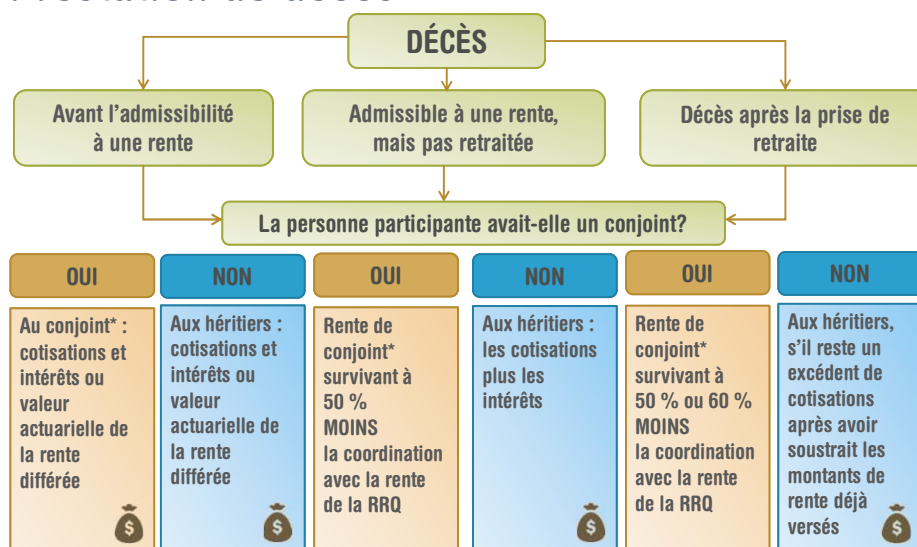 DÉCÈS
Avant l'admissibilité
à une rente
Admissible à une rente,
mais pas retraitée
Décès après la prise de
retraite
La personne participante avait-elle un conjoint?
OUI
NON
OUI
NON
OUI
NON
Au conjoint* :
cotisations et
intérêts ou
valeur
actuarielle de
la rente
différée
$
Aux héritiers :
cotisations et
intérêts ou
valeur
actuarielle de
la rente
différée
$
Rente de
conjoint*
survivant à
50 %
MOINS
la coordination
avec la rente
de la RRQ
Aux héritiers :
les cotisations
plus les
intérêts
$
Rente de
conjoint*
survivant à
50 % ou 60 %
MOINS
la coordination
avec la rente
de la RRQ
Aux héritiers,
s'il reste un
excédent de
cotisations
après avoir
soustrait les
montants de
rente déjà
versés
$